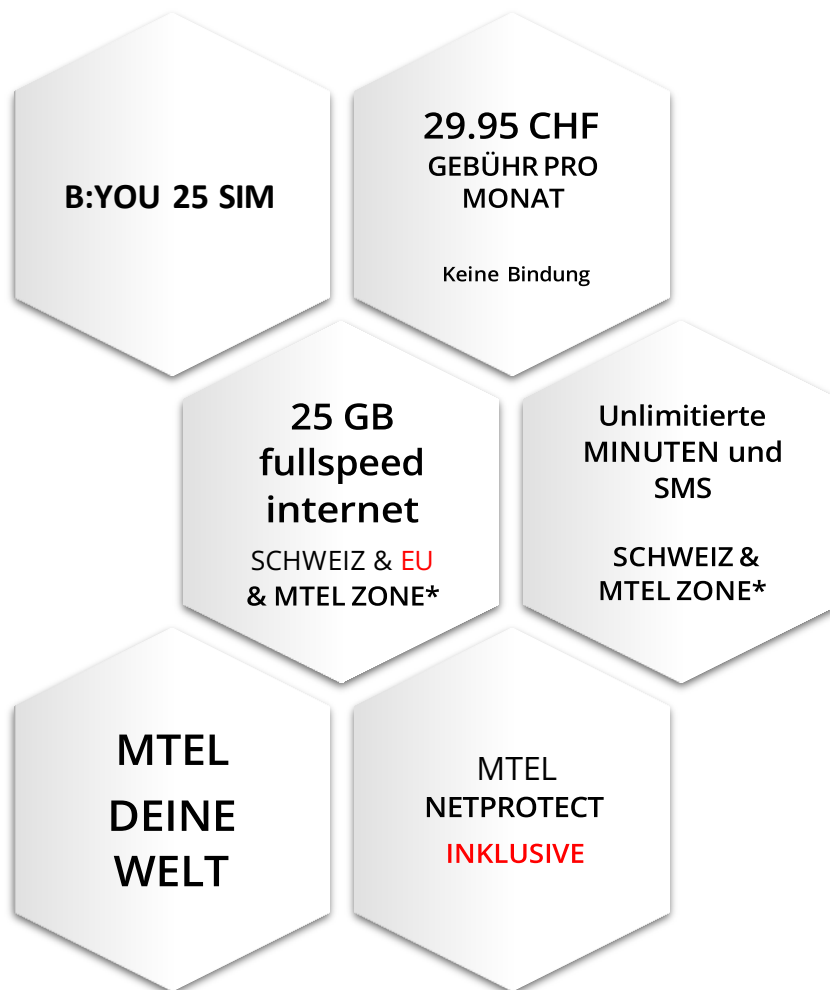 B:YOU 25 SIM
29.95 CHF
GEBÜHR PRO
MONAT
Keine Bindung
25 GB
fullspeed
internet
SCHWEIZ & EU
& MTEL ZONE*
Unlimitierte
MINUTEN und
SMS
SCHWEIZ &
MTEL ZONE*
MTEL
DEINE
WELT
MTEL
NETPROTECT
INKLUSIVE